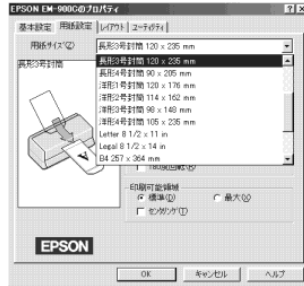 EPSON EM-900Cのプロパティ
基本設定 用紙設定 レイアウト ユーティリティ
用紙サイズ(Z) 長形3号封筒 120 x 235 mm
長形3号封筒
長形3号封筒 120 x 235 mm
長形4号封筒 90 x 205 mm
洋形1号封筒 120 x 176 mm
洋形2号封筒 114 x 162 mm
洋形3号封筒 98 x 148 mm
洋形4号封筒 105 x 235 mm
Letter 8 1/2 x 11 in
Legal 8 1/2 x 14 in
B4 257 x 364 mm
A
印刷可能領域
標準(D) 最大(X)
センタリング(T)
EPSON
OK キャンセル ヘルプ